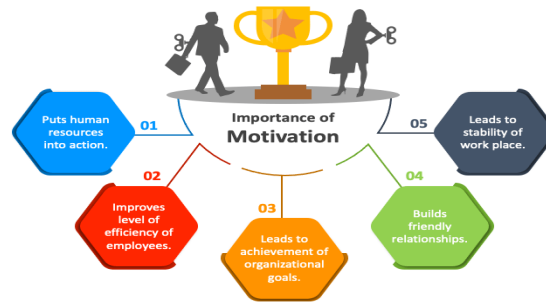 Importance of
Motivation
01
Puts human
resources
into action.
02
Improves
level of
efficiency of
employees.
03
Leads to
achievement of
organizational
goals.
04
Builds
friendly
relationships.
05
Leads to
stability of
work place.